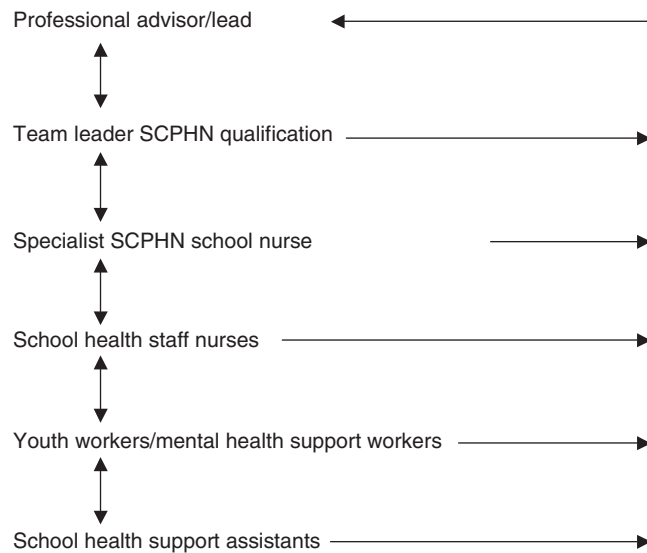 Professional advisor/lead
Team leader SCPHN qualification
Specialist SCPHN school nurse
School health staff nurses
Youth workers/mental health support workers
School health support assistants